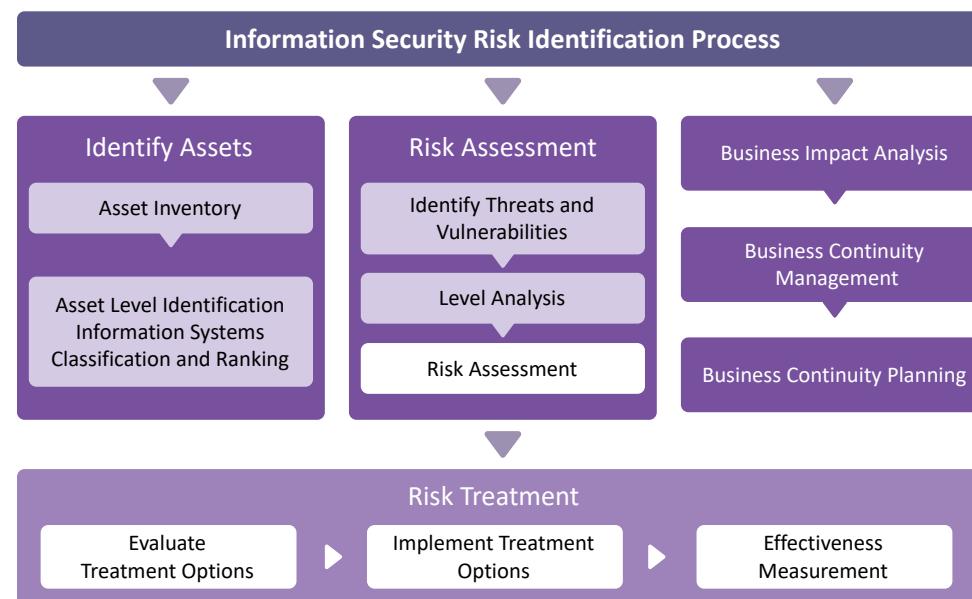 Information Security Risk Identification Process
Identify Assets
Asset Inventory
Asset Level Identification
Information Systems
Classification and Ranking
Risk Assessment
Identify Threats and
Vulnerabilities
Level Analysis
Risk Assessment
Business Impact Analysis
Business Continuity
Management
Business Continuity Planning
Risk Treatment
Evaluate
Treatment Options
Implement Treatment
Options
Effectiveness
Measurement